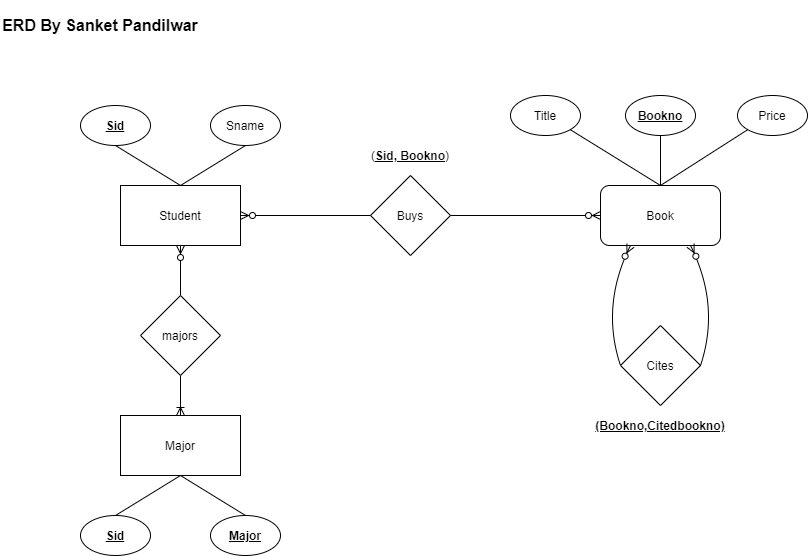 ERD By Sanket Pandilwar
Sid
Sname
Title
Bookno
Price
(Sid, Bookno)
Student
Buys
Book
majors
Cites
(Bookno,Citedbookno)
Major
Sid
Major